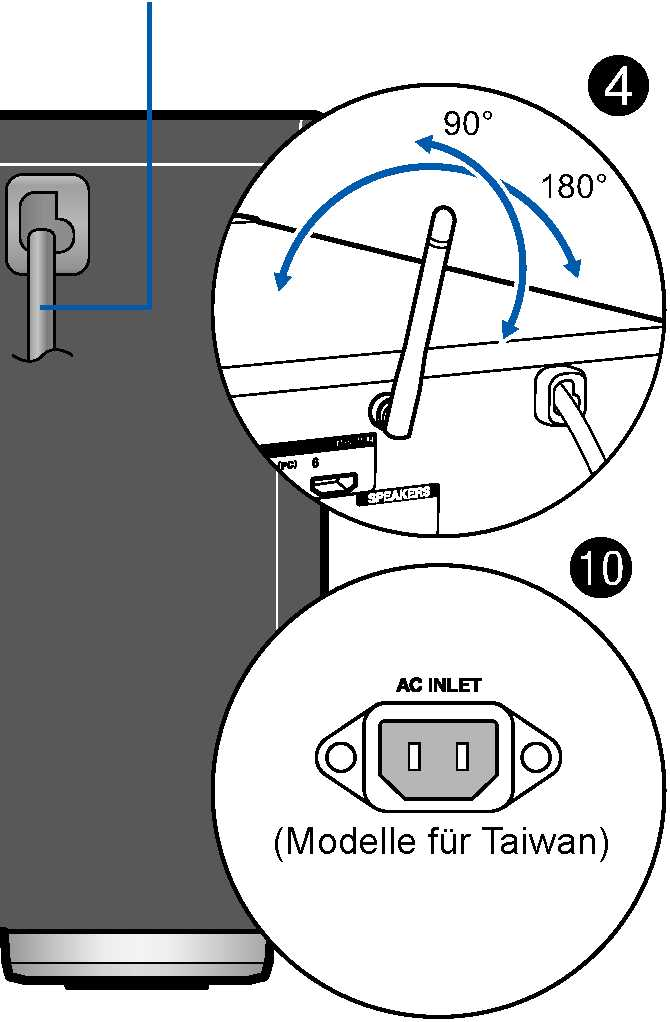 4
90°
180°
(PC) 6
SPEAKERS
10
AC INLET
(Modelle für Taiwan)